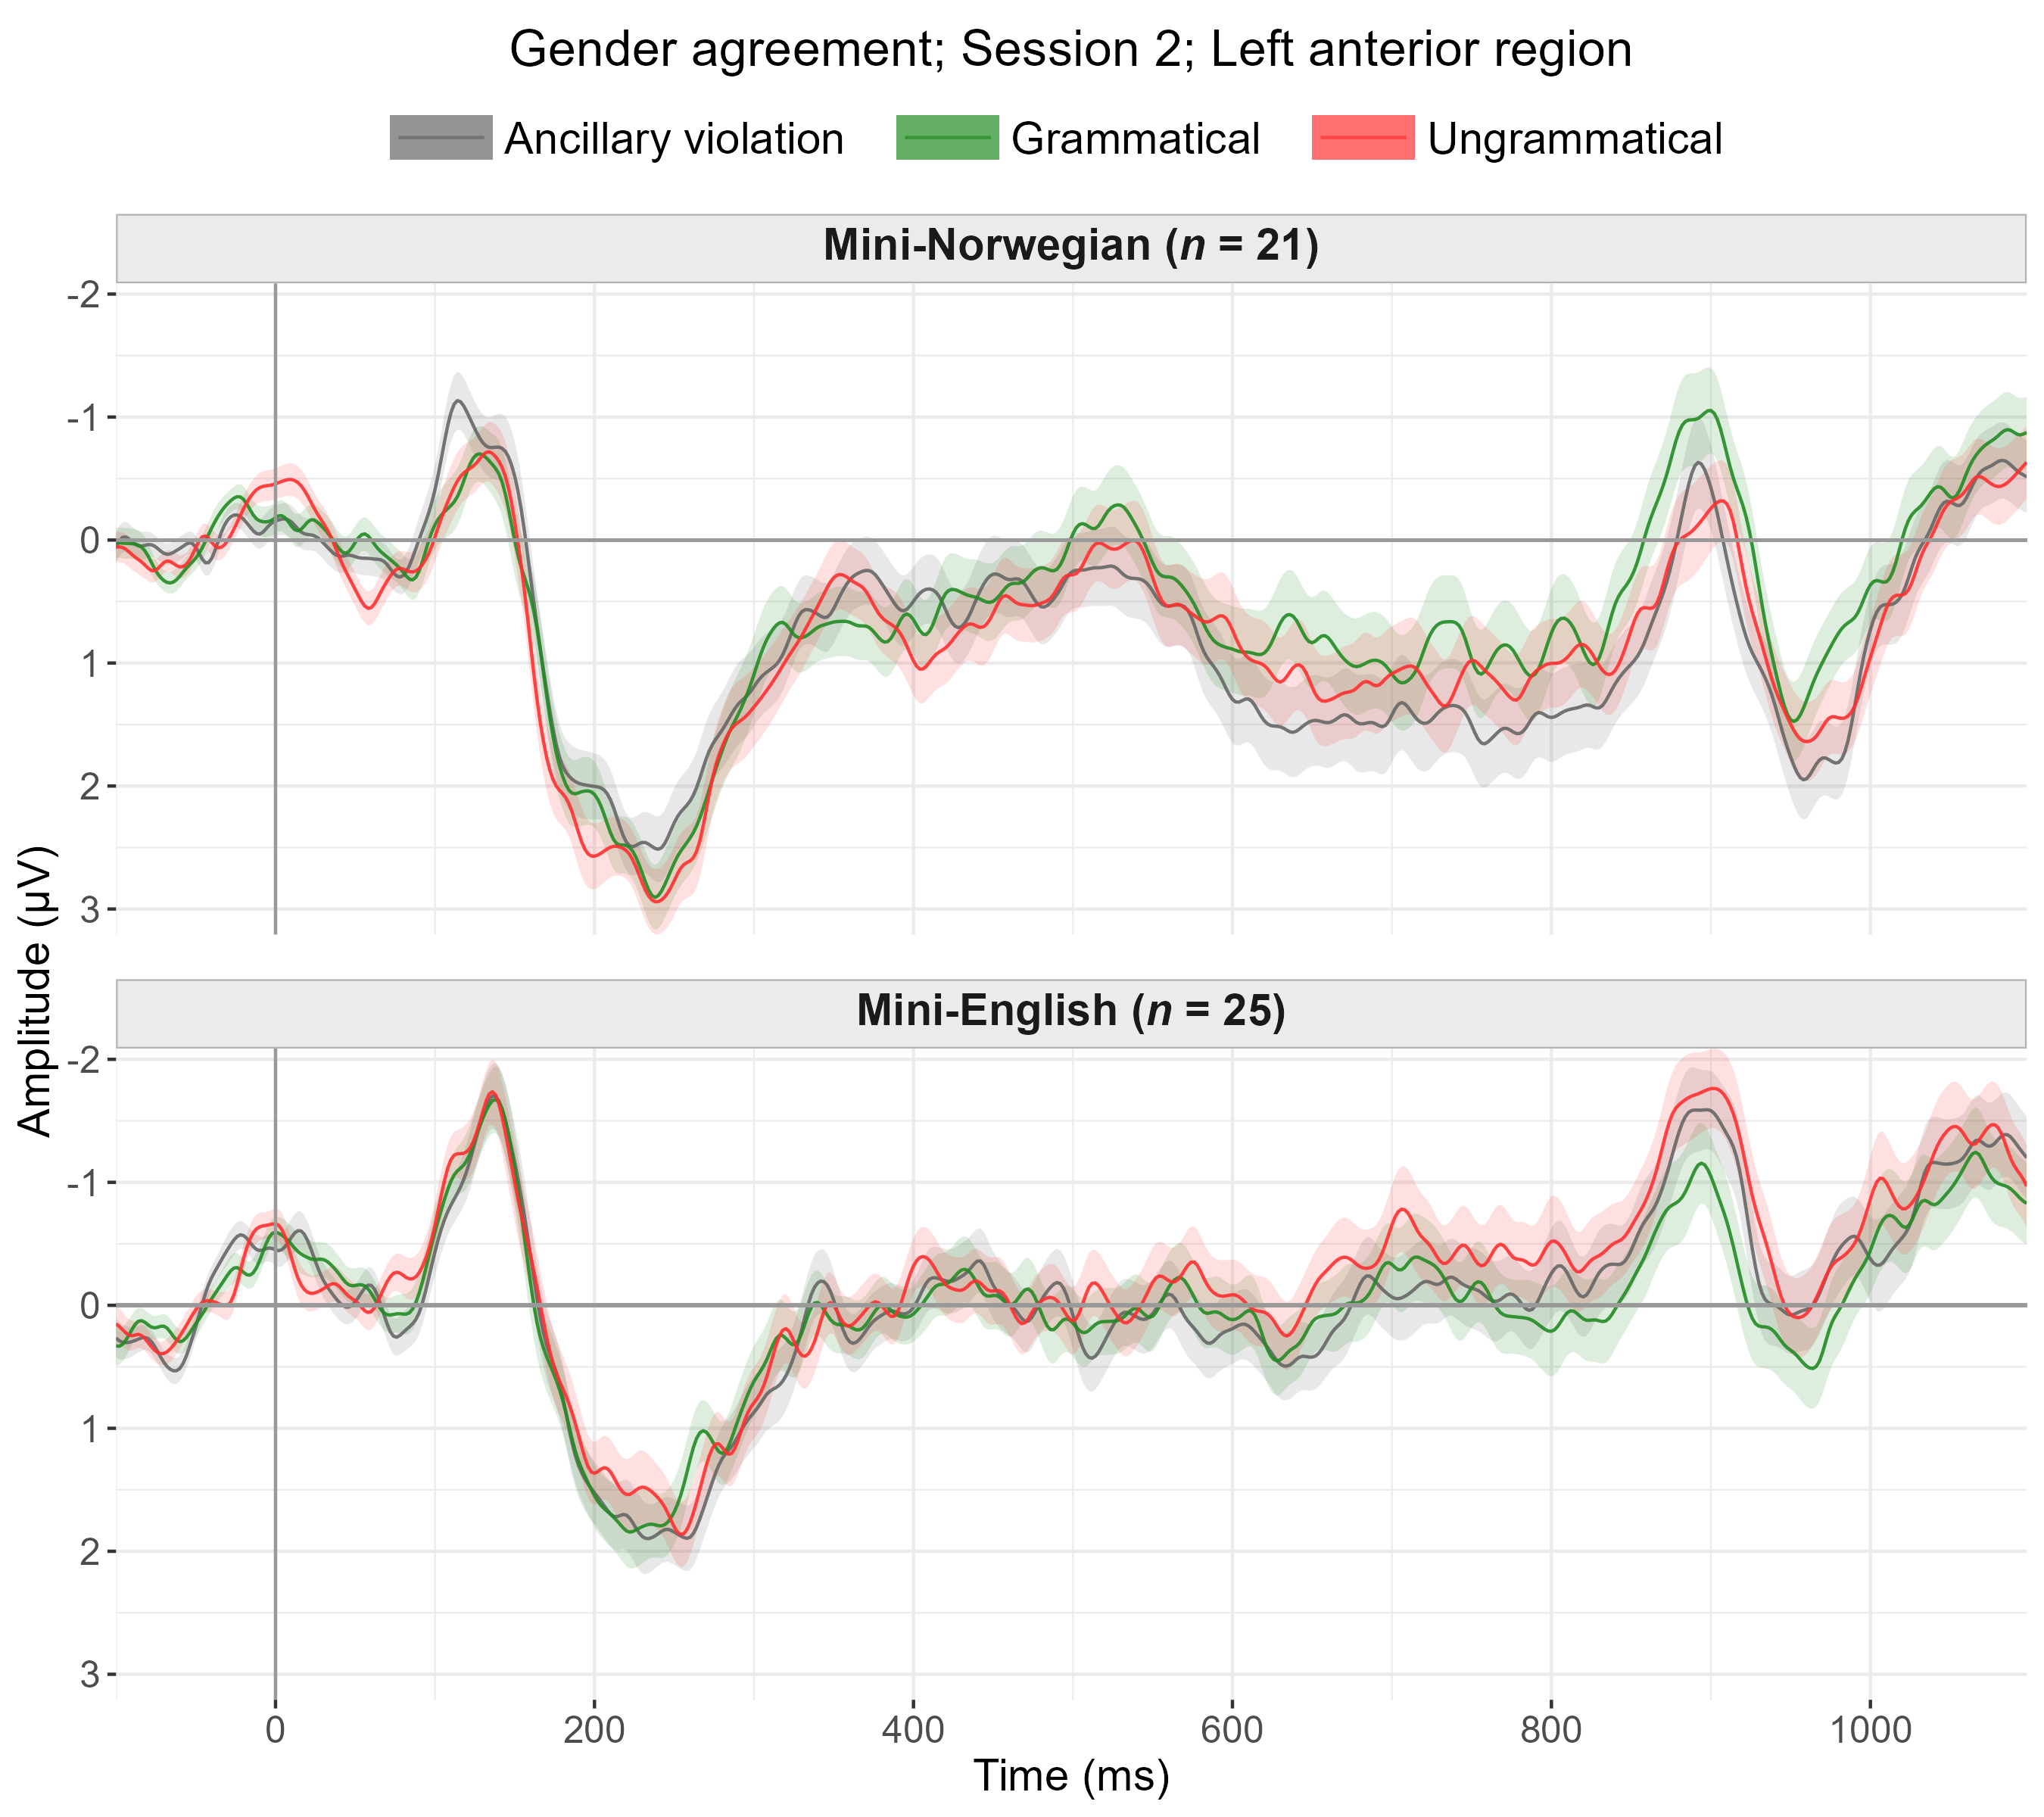 Gender agreement; Session 2; Left anterior region
Ancillary violation Grammatical Ungrammatical
Mini-Norwegian (n = 21)
-2
-1
0
1
2
3
Mini-English (n = 25)
-2
-1
0
1
2
3
0 200 400 600 800 1000
Time (ms)
Amplitude (µV)